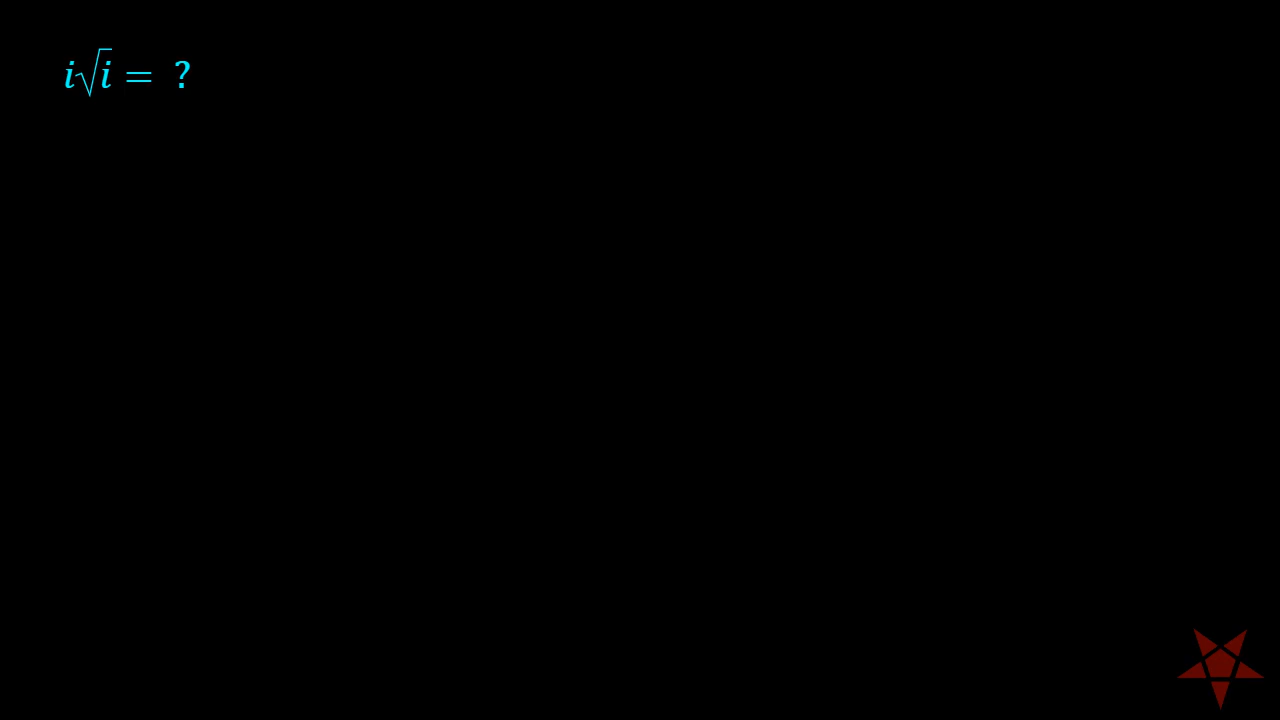 i√i = ?